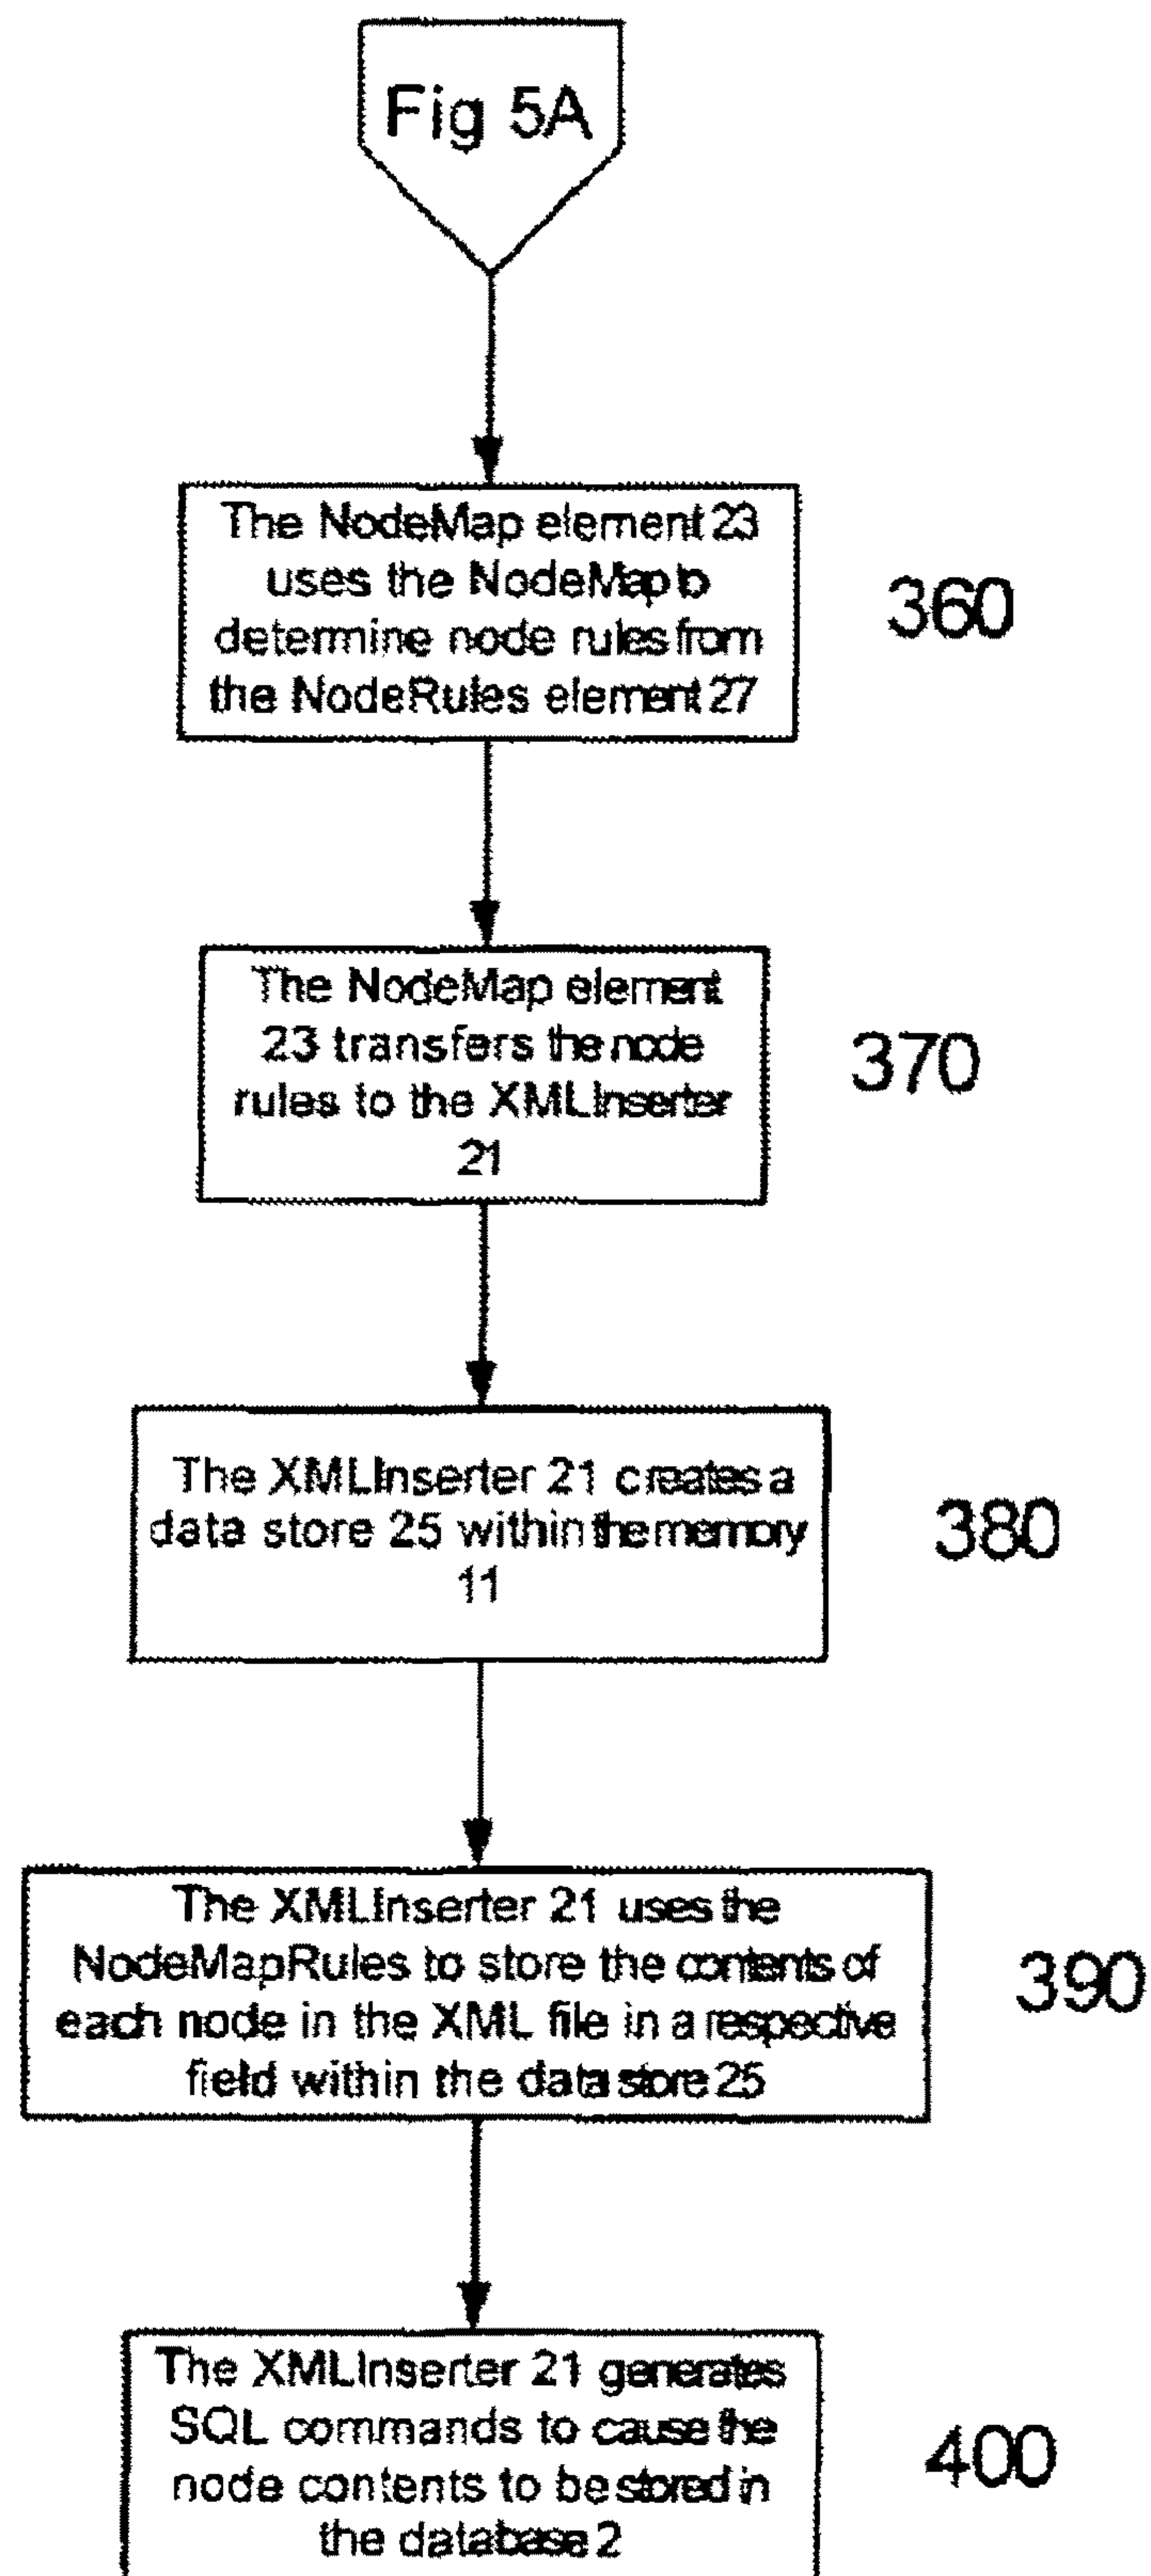 Fig 5A
The NodeMap element 23
uses the NodeMap to
determine node rules from
the NodeRules element 27
360
The NodeMap element
23 transfers the node
rules to the XMLInserter
21
370
The XMLInserter 21 creates a
data store 25 within the memory
11
380
The XMLInserter 21 uses the
NodeMapRules to store the contents of
each node in the XML file in a respective
field within the data store 25
390
The XMLInserter 21 generates
SQL commands to cause the
node contents to be stored in
the database 2
400